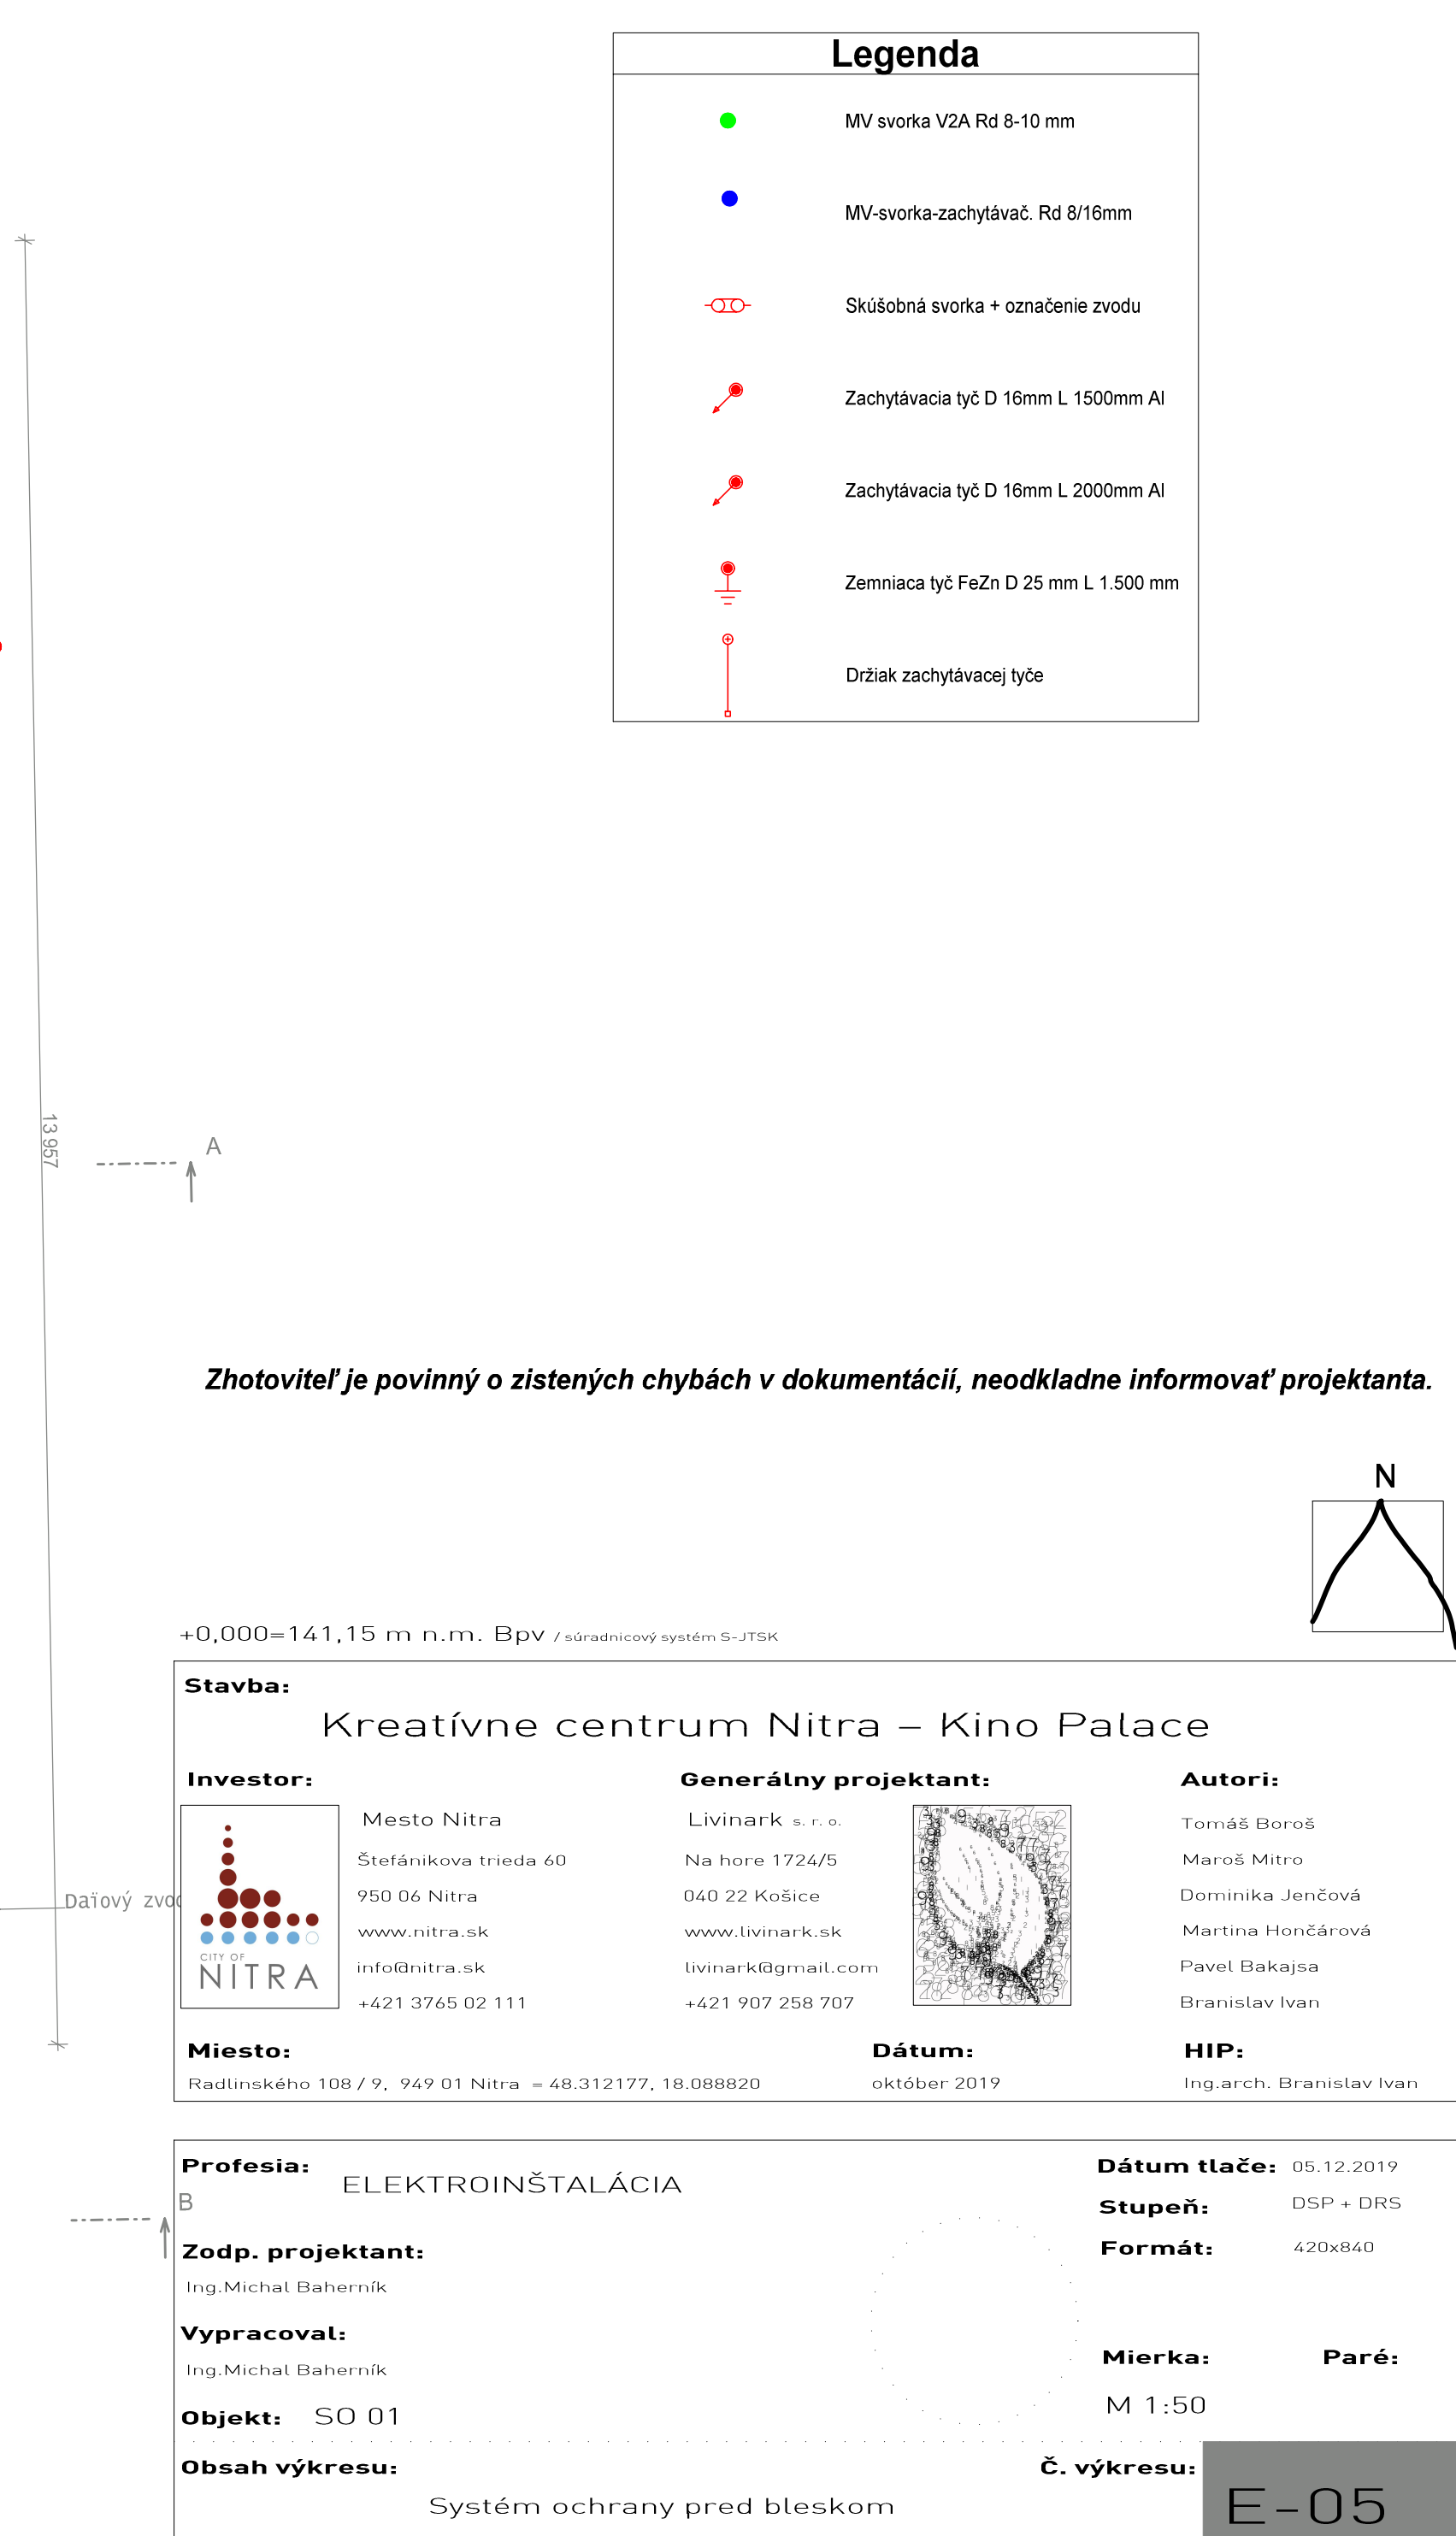 Legenda
MV svorka V2A Rd 8-10 mm
MV-svorka-zachytávač. Rd 8/16mm
Skúšobná svorka + označenie zvodu
Zachytávacia tyč D 16mm L 1500mm Al
Zachytávacia tyč D 16mm L 2000mm Al
Zemniaca tyč FeZn D 25 mm L 1.500 mm
Držiak zachytávacej tyče
13 957
A
Zhotoviteľ je povinný o zistených chybách v dokumentácií, neodkladne informovať projektanta.
N
+0,000=141,15 m n.m. Bpv / súradnicový systém S-JTSK
Stavba:
Kreatívne centrum Nitra – Kino Palace
Investor:
Mesto Nitra
Štefánikova trieda 60
950 06 Nitra
www.nitra.sk
info@nitra.sk
+421 3765 02 111
CITY OF
NITRA
Daïový
Generálny projektant:
Livinark s. r. o.
Na hore 1724/5
040 22 Košice
www.livinark.sk
livinark@gmail.com
+421 907 258 707
Autori:
Tomáš Boroš
Maroš Mitro
Dominika Jenčová
Martina Hončárová
Pavel Bakajsa
Branislav Ivan
Miesto:
Radlinského 108 / 9, 949 01 Nitra = 48.312177, 18.088820
Dátum:
október 2019
HIP:
Ing.arch. Branislav Ivan
Profesia:
ELEKTROINŠTALÁCIA
B
Zodp. projektant:
Ing.Michal Baherník
Vypracoval:
Ing.Michal Baherník
Objekt: SO 01
Dátum tlače: 05.12.2019
Stupeň: DSP + DRS
Formát: 420x840
Mierka:
M 1:50
Paré:
Obsah výkresu:
Systém ochrany pred bleskom
Č. výkresu:
E-05